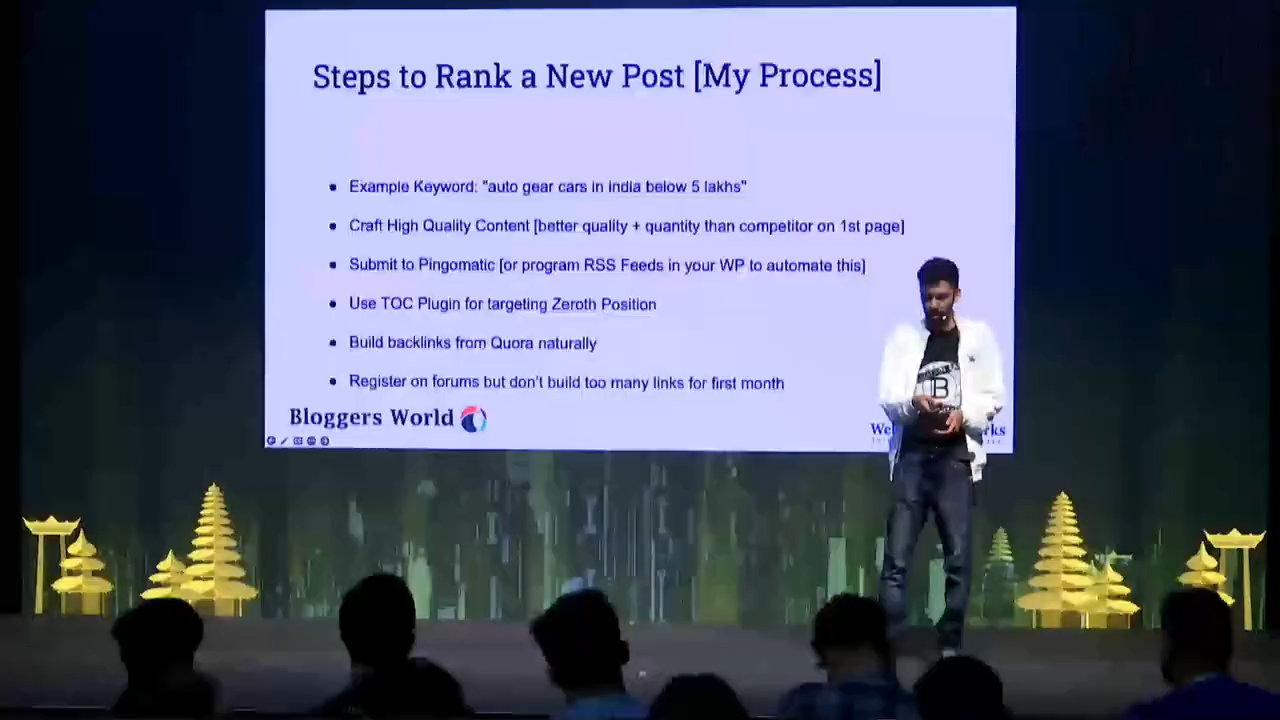 Steps to Rank a New Post [My Process]
Example Keyword: "auto gear cars in india below 5 lakhs"
Craft High Quality Content [better quality + quantity than competitor on 1st page]
Submit to Pingomatic [or program RSS Feeds in your WP to automate this]
Use TOC Plugin for targeting Zeroth Position
Build backlinks from Quora naturally
Register on forums but don't build too many links for first month
Bloggers World
B